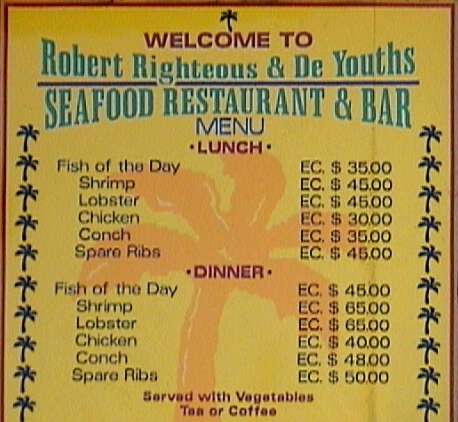 WELCOME TO
Robert Righteous & De Youths
SEAFOOD RESTAURANT & BAR
MENU
• LUNCH •
Fish of the Day EC. $ 35.00
Shrimp EC. $ 45.00
Lobster EC. $ 45.00
Chicken EC. $ 30.00
Conch EC. $ 35.00
Spare Ribs EC. $ 45.00
• DINNER •
Fish of the Day EC. $ 45.00
Shrimp EC. $ 65.00
Lobster EC. $ 65.00
Chicken EC. $ 40.00
Conch EC. $ 48.00
Spare Ribs EC. $ 50.00
Served with Vegetables
Tea or Coffee